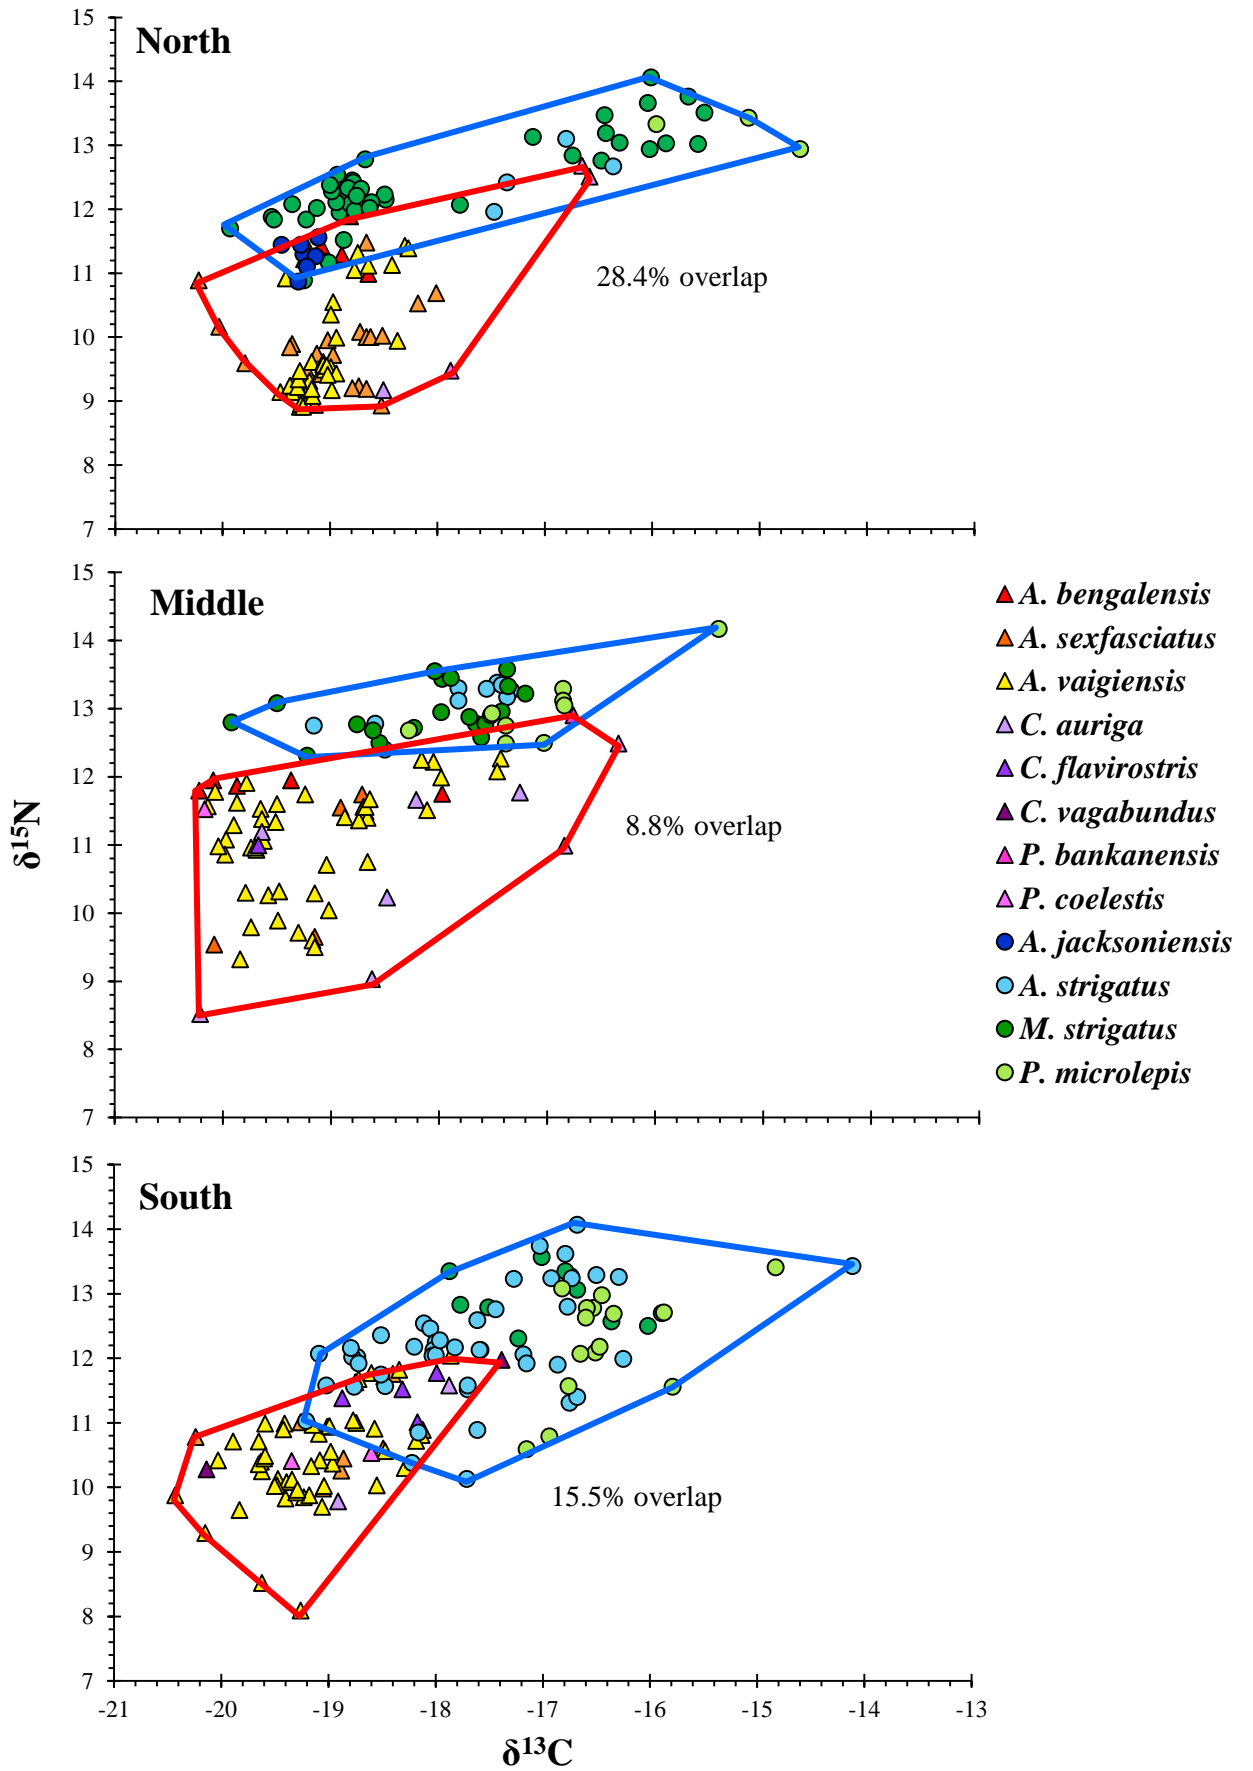 North
15
14
13
12
11
10
9
8
7
28.4% overlap
Middle
15
14
13
12
11
10
9
8
7
8.8% overlap
δ15N
A. bengalensis
A. sexfasciatus
A. vaigiensis
C. auriga
C. flavirostris
C. vagabundus
P. bankanensis
P. coelestis
A. jacksoniensis
A. strigatus
M. strigatus
P. microlepis
South
15
14
13
12
11
10
9
8
7
15.5% overlap
-21 -20 -19 -18 -17 -16 -15 -14 -13
δ13C